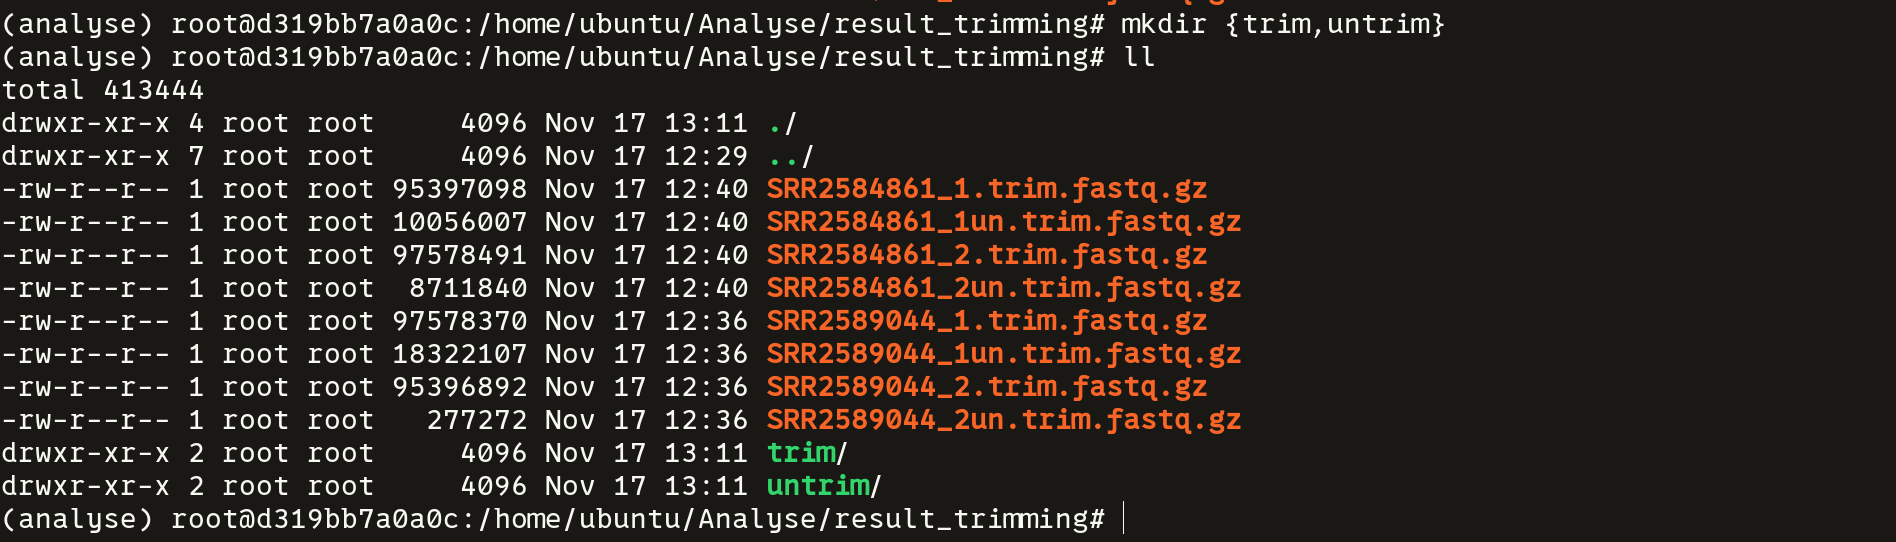 (analyse) root@d319bb7a0a0c:/home/ubuntu/Analyse/result_trimming# mkdir {trim,untrim}
(analyse) root@d319bb7a0a0c:/home/ubuntu/Analyse/result_trimming# ll
total 413444
drwxr-xr-x 4 root root     4096 Nov 17 13:11 ./
drwxr-xr-x 7 root root     4096 Nov 17 12:29 ../
-rw-r--r-- 1 root root 95397098 Nov 17 12:40 SRR2584861_1.trim.fastq.gz
-rw-r--r-- 1 root root 10056007 Nov 17 12:40 SRR2584861_1un.trim.fastq.gz
-rw-r--r-- 1 root root 97578491 Nov 17 12:40 SRR2584861_2.trim.fastq.gz
-rw-r--r-- 1 root root  8711840 Nov 17 12:40 SRR2584861_2un.trim.fastq.gz
-rw-r--r-- 1 root root 97578370 Nov 17 12:36 SRR2589044_1.trim.fastq.gz
-rw-r--r-- 1 root root 18322107 Nov 17 12:36 SRR2589044_1un.trim.fastq.gz
-rw-r--r-- 1 root root 95396892 Nov 17 12:36 SRR2589044_2.trim.fastq.gz
-rw-r--r-- 1 root root   277272 Nov 17 12:36 SRR2589044_2un.trim.fastq.gz
drwxr-xr-x 2 root root     4096 Nov 17 13:11 trim/
drwxr-xr-x 2 root root     4096 Nov 17 13:11 untrim/
(analyse) root@d319bb7a0a0c:/home/ubuntu/Analyse/result_trimming#